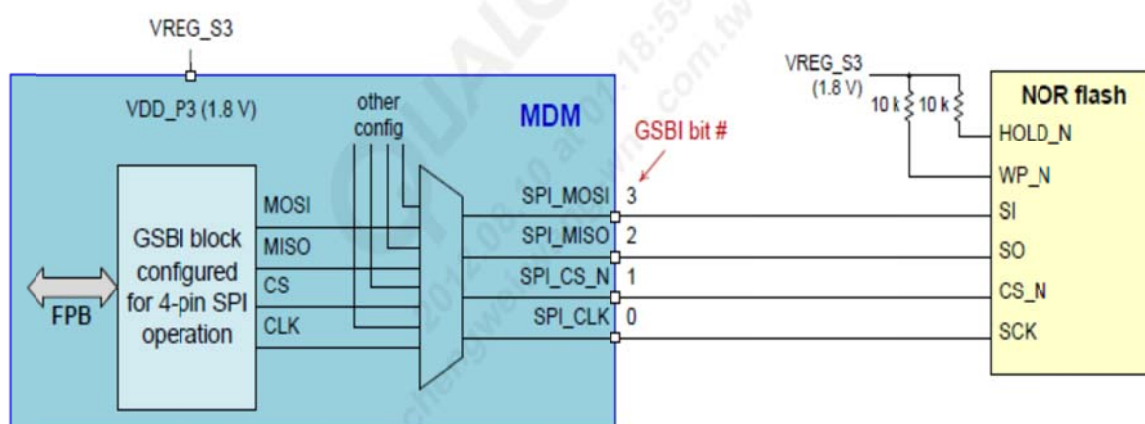 VREG_S3
VDD_P3 (1.8 V)
other
config
MDM
GSBI bit #
VREG_S3
(1.8 V)
10 k
10 k
NOR flash
HOLD_N
WP_N
SI
SO
CS_N
SCK
GSBI block
configured
for 4-pin SPI
operation
FPB
MOSI
MISO
CS
CLK
SPI_MOSI 3
SPI_MISO 2
SPI_CS_N 1
SPI_CLK 0